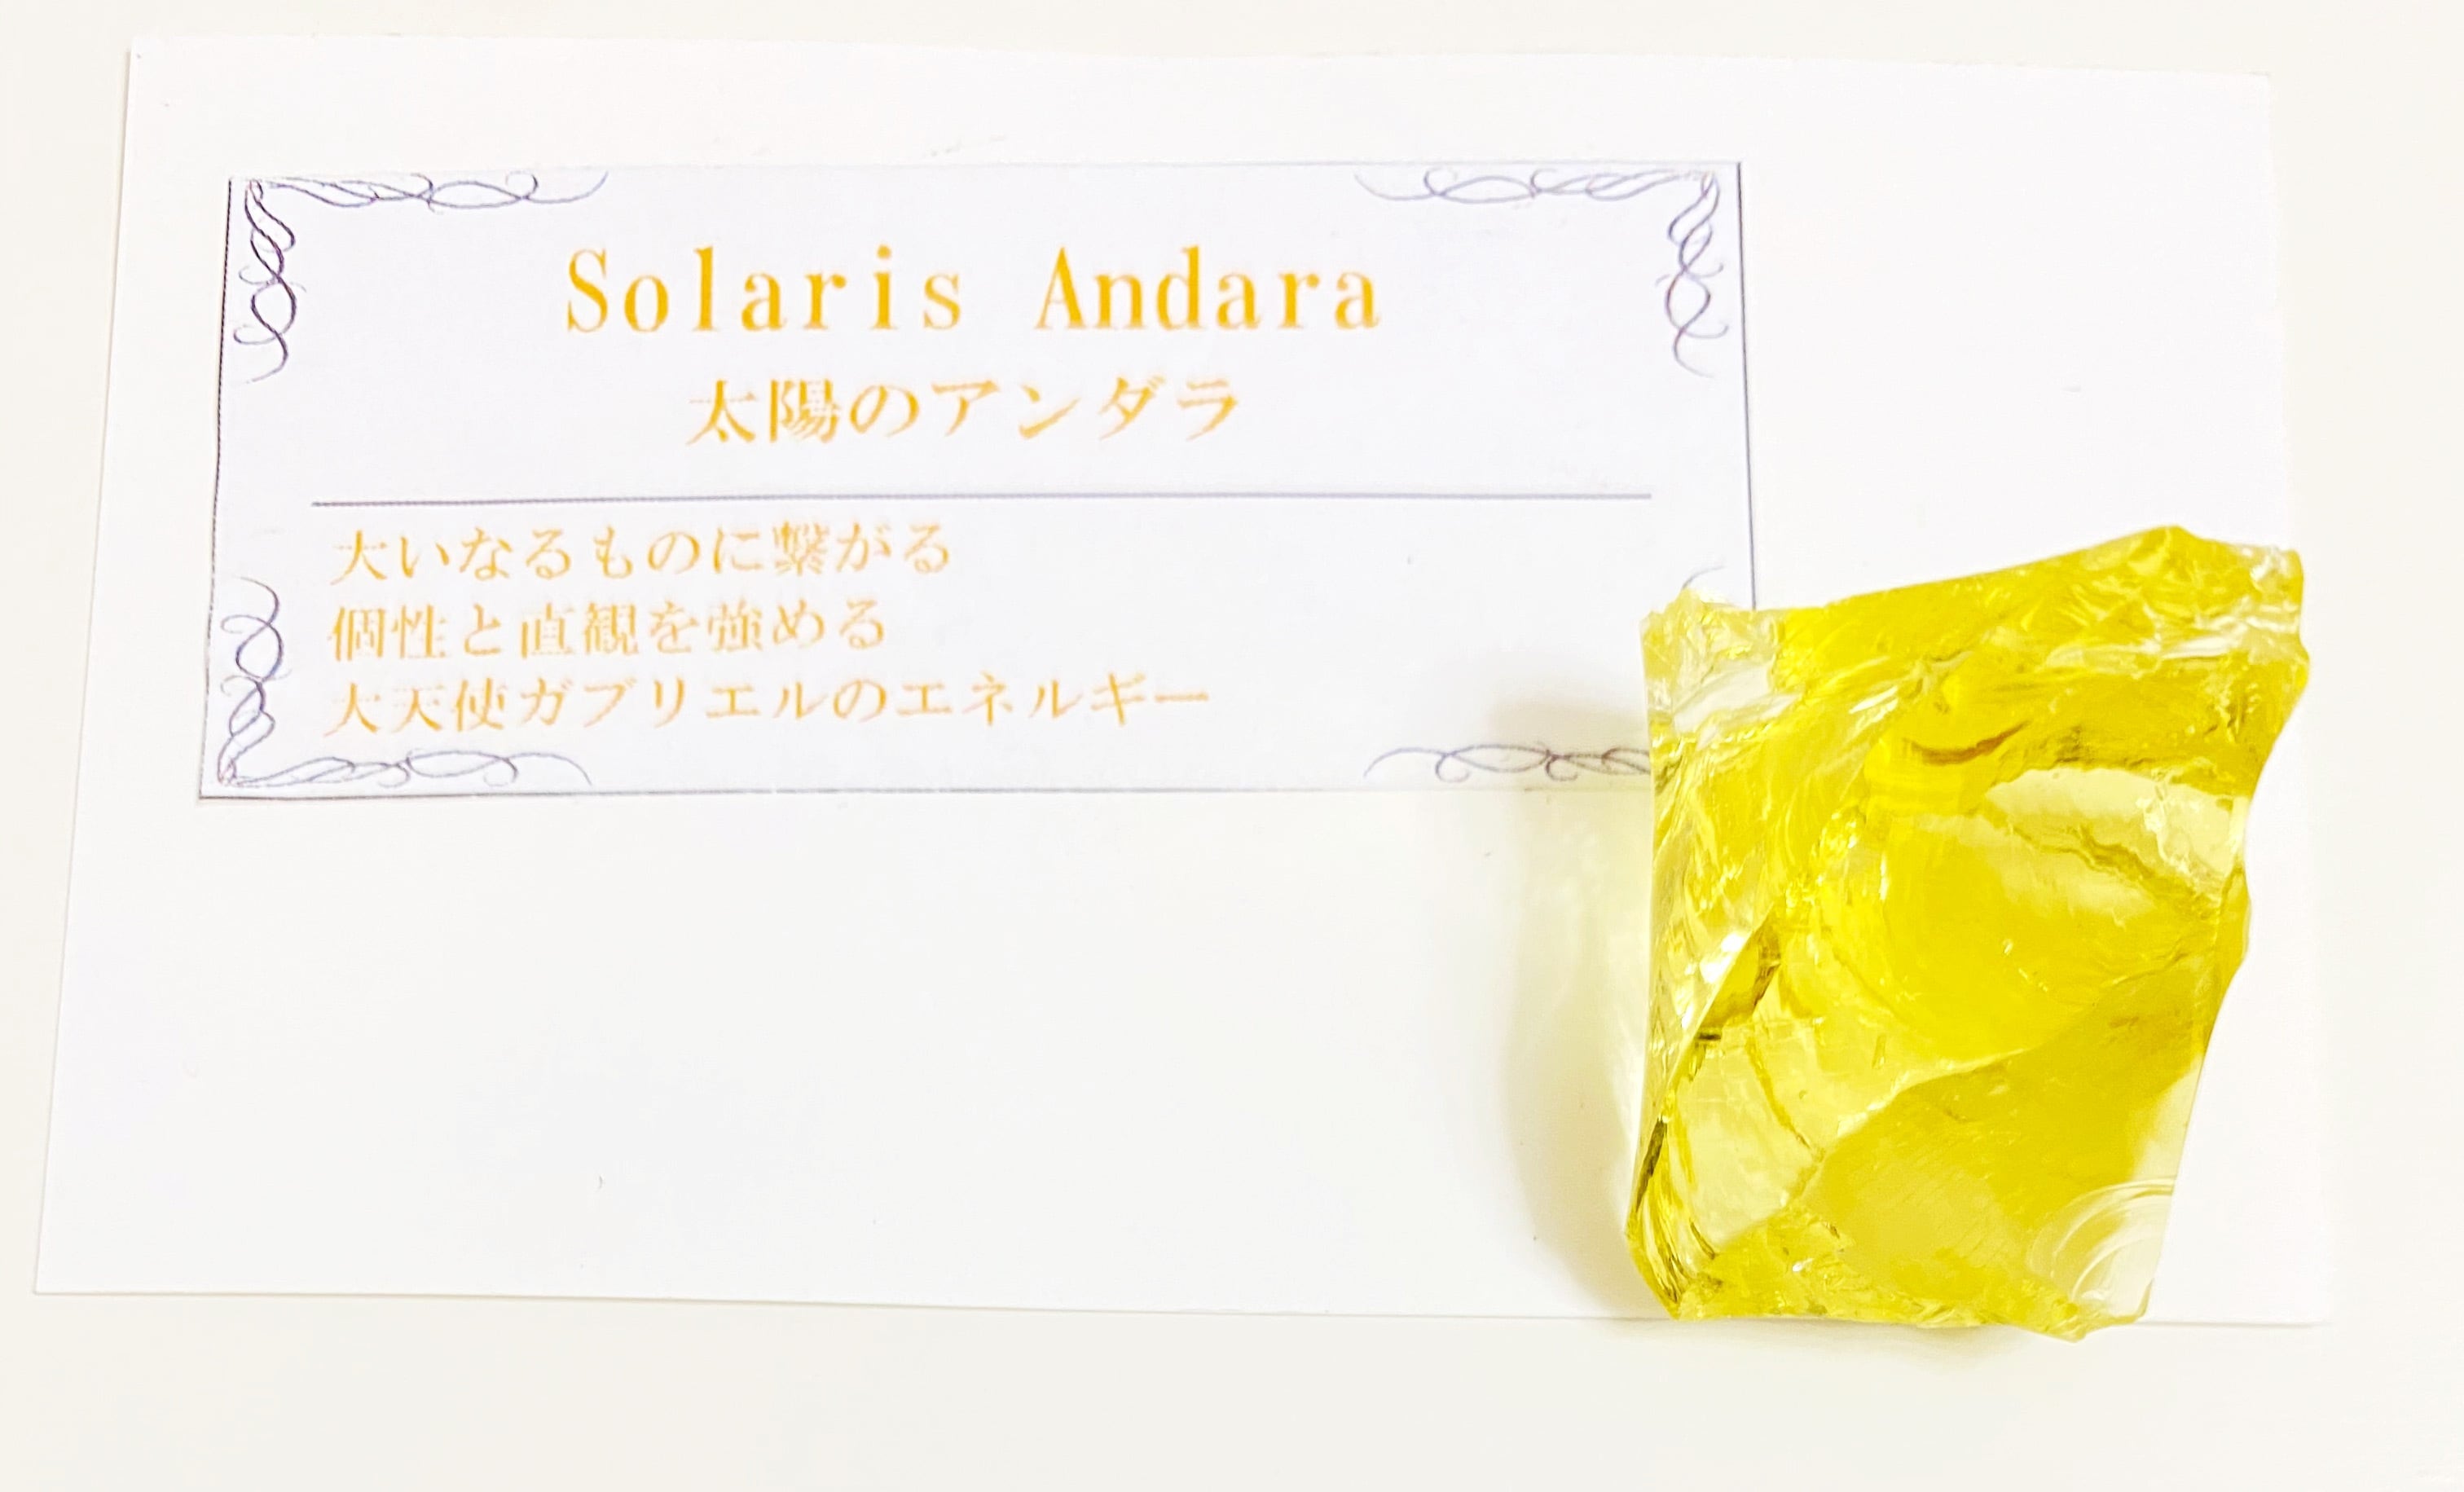 Solaris Andara
太陽のアンダラ
大いなるものに繋がる
個性と直観を強める
大天使ガブリエルのエネルギー